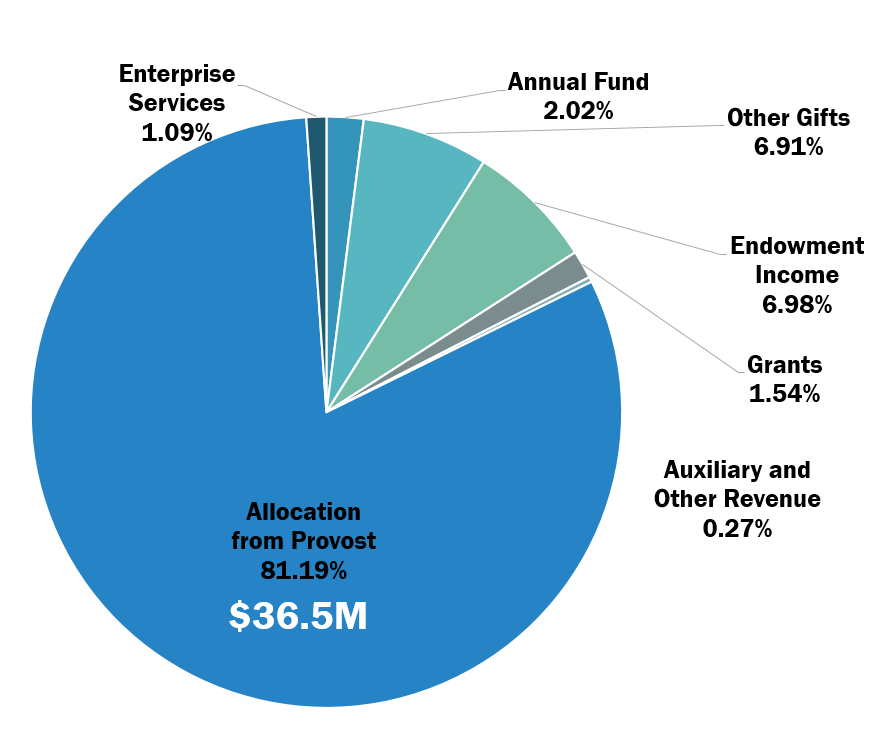 Enterprise
Services
1.09%
Annual Fund
2.02%
Other Gifts
6.91%
Endowment
Income
6.98%
Grants
1.54%
Auxiliary and
Other Revenue
0.27%
Allocation
from Provost
81.19%
$36.5M